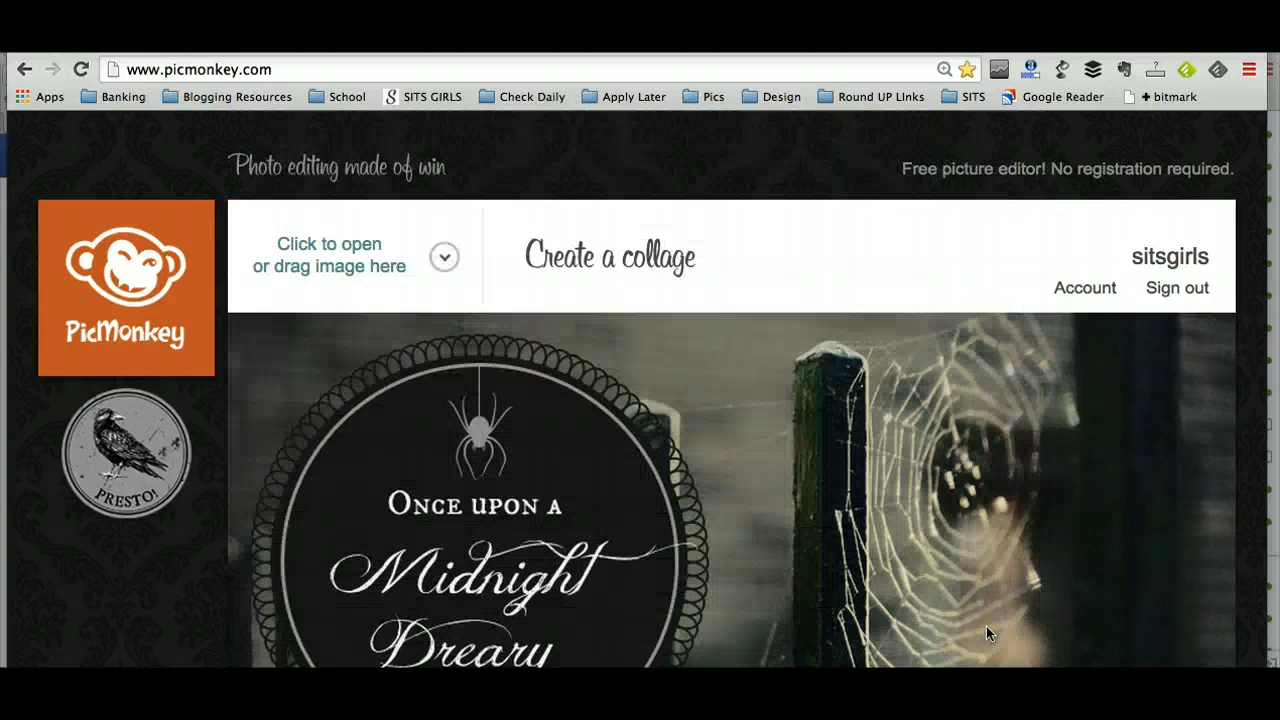 www.picmonkey.com
Apps Banking Blogging Resources School SITS GIRLS Check Daily Apply Later Pics Design Round UP LInks SITS Google Reader + bitmark
Photo editing made of win
Free picture editor! No registration required.
Click to open
or drag image here
Create a collage
sitsgirls
Account Sign out
PicMonkey
PRESTO!
Once upon a
Midnight
Dreary